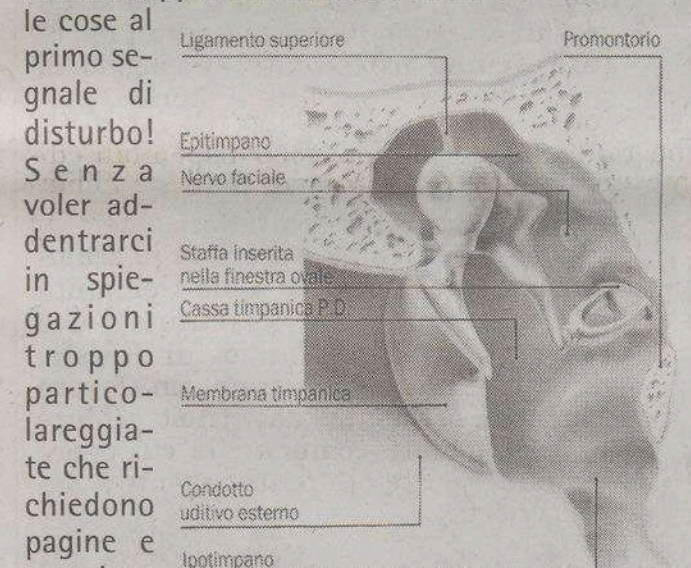 le cose al
primo se-
gnale di
disturbo!
Senza
voler ad-
dentrarci
in spie-
gazioni
troppo
partico-
lareggia-
te che ri-
chiedono
pagine e
Ligamento superiore
Promontorio
Epitimpano
Nervo faciale
Staffa inserita
nella finestra ovale
Cassa timpanica P.D
Membrana timpanica
Condotto
uditivo esterno
Ipotimpano